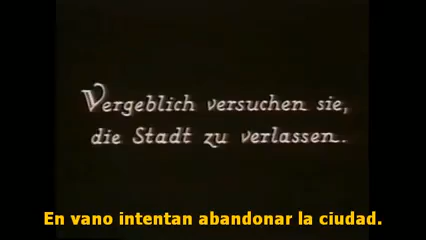 Vergeblich versuchen sie,
die Stadt zu verlassen.
En vano intentan abandonar la ciudad.